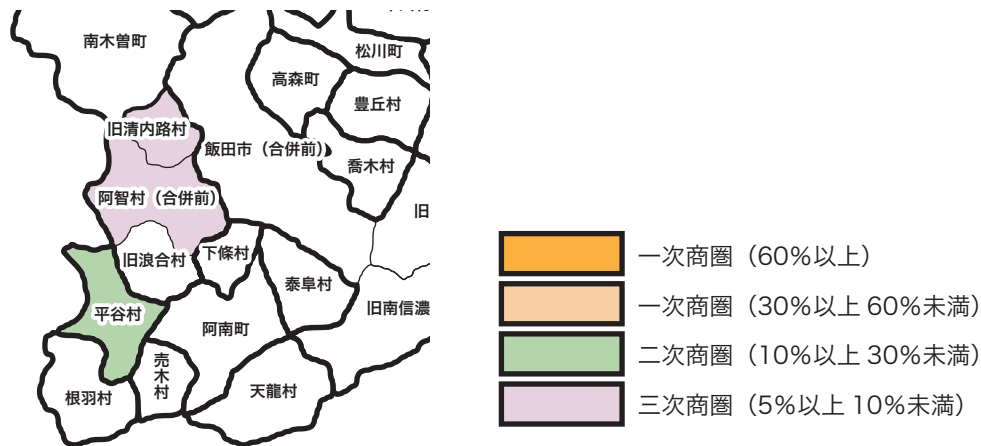 南木曽町
松川町
高森町
豊丘村
旧清内路村
飯田市（合併前）
喬木村
阿智村（合併前）
旧
旧浪合村
下條村
泰阜村
旧南信濃
平谷村
阿南町
売木村
天龍村
根羽村
一次商圏（60%以上）
一次商圏（30%以上 60%未満）
二次商圏（10%以上 30%未満）
三次商圏（5%以上 10%未満）